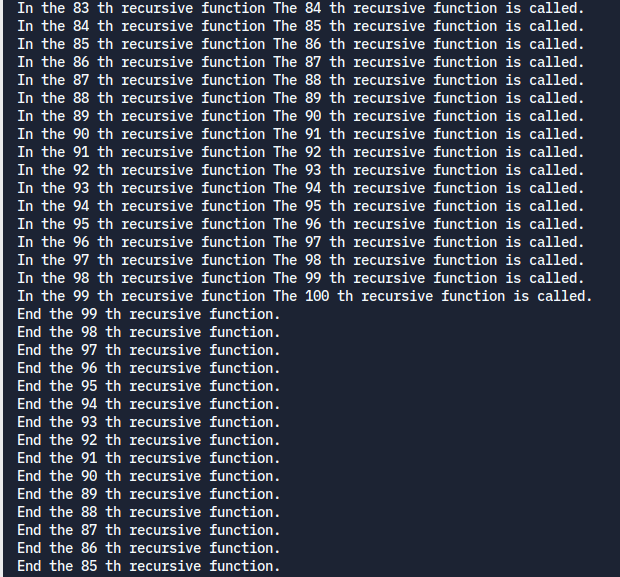 In the 83 th recursive function The 84 th recursive function is called.
In the 84 th recursive function The 85 th recursive function is called.
In the 85 th recursive function The 86 th recursive function is called.
In the 86 th recursive function The 87 th recursive function is called.
In the 87 th recursive function The 88 th recursive function is called.
In the 88 th recursive function The 89 th recursive function is called.
In the 89 th recursive function The 90 th recursive function is called.
In the 90 th recursive function The 91 th recursive function is called.
In the 91 th recursive function The 92 th recursive function is called.
In the 92 th recursive function The 93 th recursive function is called.
In the 93 th recursive function The 94 th recursive function is called.
In the 94 th recursive function The 95 th recursive function is called.
In the 95 th recursive function The 96 th recursive function is called.
In the 96 th recursive function The 97 th recursive function is called.
In the 97 th recursive function The 98 th recursive function is called.
In the 98 th recursive function The 99 th recursive function is called.
In the 99 th recursive function The 100 th recursive function is called.
End the 99 th recursive function.
End the 98 th recursive function.
End the 97 th recursive function.
End the 96 th recursive function.
End the 95 th recursive function.
End the 94 th recursive function.
End the 93 th recursive function.
End the 92 th recursive function.
End the 91 th recursive function.
End the 90 th recursive function.
End the 89 th recursive function.
End the 88 th recursive function.
End the 87 th recursive function.
End the 86 th recursive function.
End the 85 th recursive function.